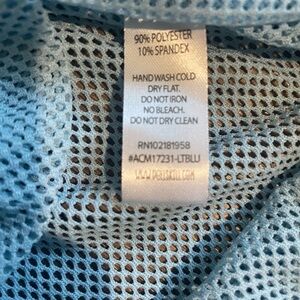 90% POLYESTER
10% SPANDEX
HAND WASH COLD
DRY FLAT.
DO NOT IRON
NO BLEACH.
DO NOT DRY CLEAN
RN102181958
#ACM17231-LTBLU